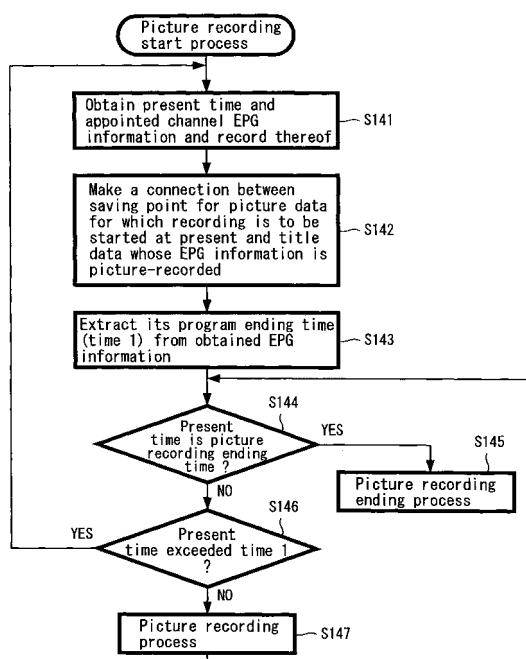 Picture recording
start process
Obtain present time and
appointed channel EPG
information and record thereof
S141
Make a connection between
saving point for picture data
for which recording is to be
started at present and title
data whose EPG information is
picture-recorded
S142
Extract its program ending time
(time 1) from obtained EPG
information
S143
S144
Present
time is picture
recording ending
time ?
YES
S145
Picture recording
ending process
NO
S146
YES
Present
time exceeded time 1
?
NO
Picture recording
process
S147